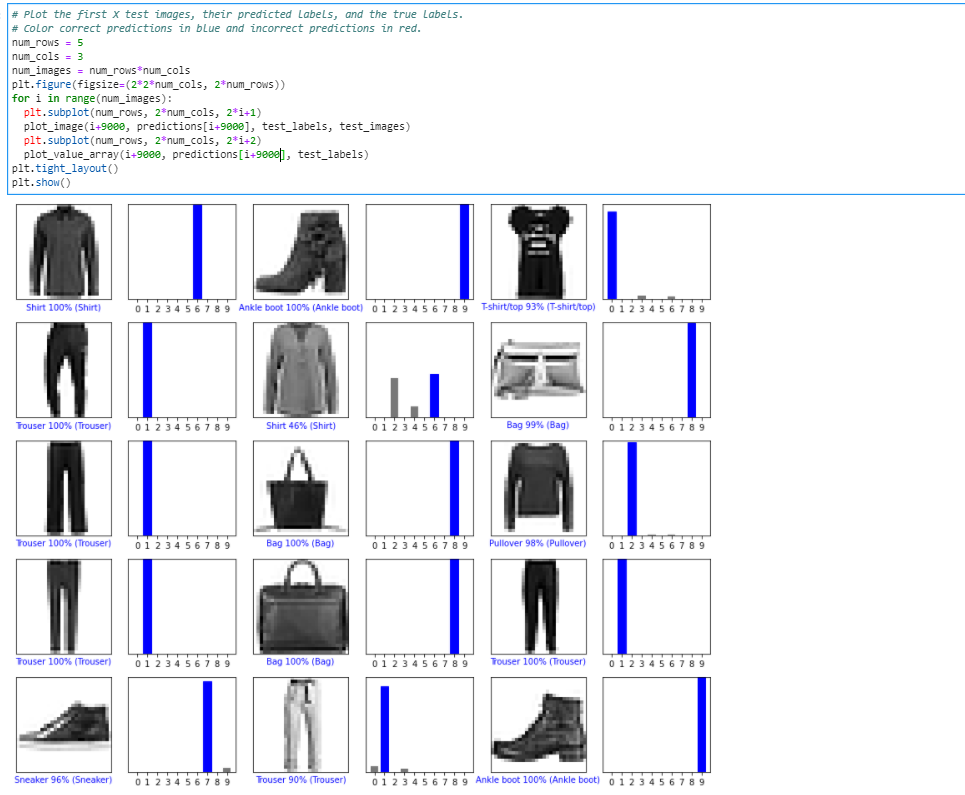 # Plot the first X test images, their predicted labels, and the true labels.
# Color correct predictions in blue and incorrect predictions in red.
num_rows = 5
num_cols = 3
num_images = num_rows*num_cols
plt.figure(figsize=(2*2*num_cols, 2*num_rows))
for i in range(num_images):
  plt.subplot(num_rows, 2*num_cols, 2*i+1)
  plot_image(i+9000, predictions[i+9000], test_labels, test_images)
  plt.subplot(num_rows, 2*num_cols, 2*i+2)
  plot_value_array(i+9000, predictions[i+9000], test_labels)
plt.tight_layout()
plt.show()
0 1 2 3 4 5 6 7 8 9 0 1 2 3 4 5 6 7 8 9 0 1 2 3 4 5 6 7 8 9
Shirt 100% (Shirt) Ankle boot 100% (Ankle boot) T-shirt/top 93% (T-shirt/top)
0 1 2 3 4 5 6 7 8 9 0 1 2 3 4 5 6 7 8 9 0 1 2 3 4 5 6 7 8 9
Trouser 100% (Trouser) Shirt 46% (Shirt) Bag 99% (Bag)
0 1 2 3 4 5 6 7 8 9 0 1 2 3 4 5 6 7 8 9 0 1 2 3 4 5 6 7 8 9
Trouser 100% (Trouser) Bag 100% (Bag) Pullover 98% (Pullover)
0 1 2 3 4 5 6 7 8 9 0 1 2 3 4 5 6 7 8 9 0 1 2 3 4 5 6 7 8 9
Trouser 100% (Trouser) Bag 100% (Bag) Trouser 100% (Trouser)
0 1 2 3 4 5 6 7 8 9 0 1 2 3 4 5 6 7 8 9 0 1 2 3 4 5 6 7 8 9
Sneaker 96% (Sneaker) Trouser 90% (Trouser) Ankle boot 100% (Ankle boot)